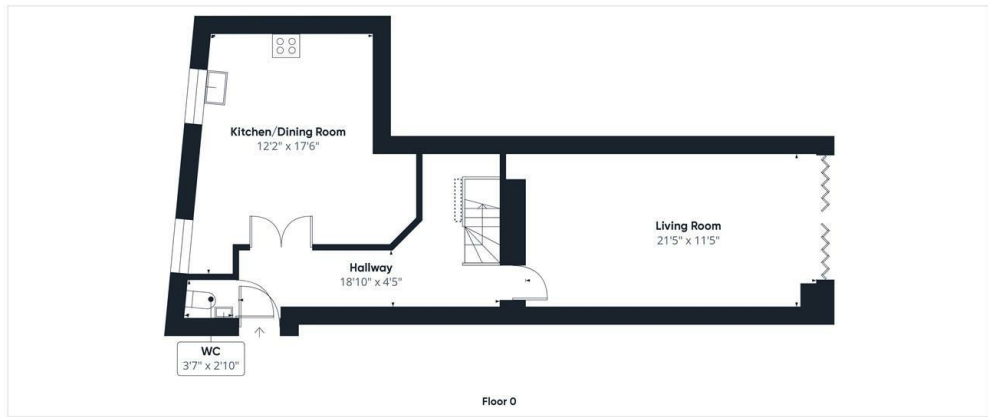 Kitchen/Dining Room
12'2" x 17'6"
Living Room
21'5" x 11'5"
Hallway
18'10" x 4'5"
WC
3'7" x 2'10"
Floor 0